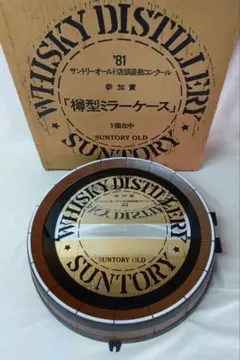 WHISKY DISTILLERY
'81
サントリーオールド店頭装飾コンクール
参加賞
「樽型ミラーケース」
1個在中
SUNTORY OLD
WHISKY DISTILLERY
SUNTORY OLD
SUNTORY